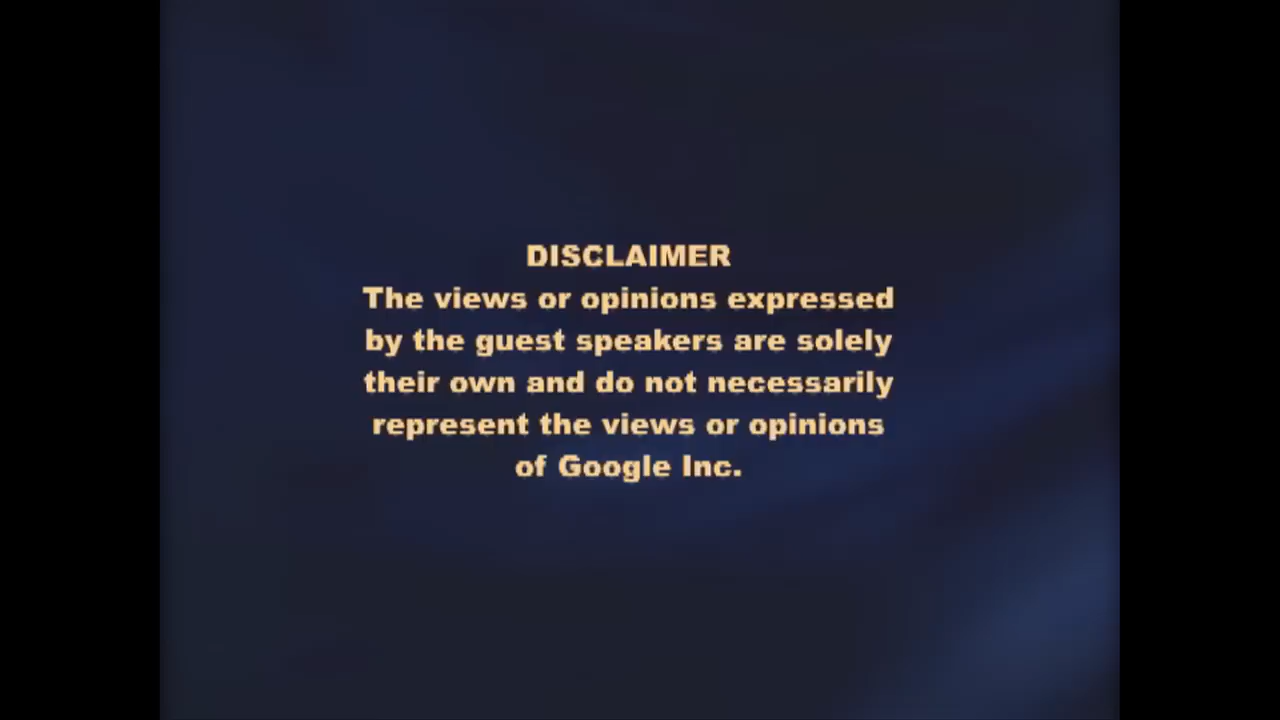 DISCLAIMER
The views or opinions expressed
by the guest speakers are solely
their own and do not necessarily
represent the views or opinions
of Google Inc.